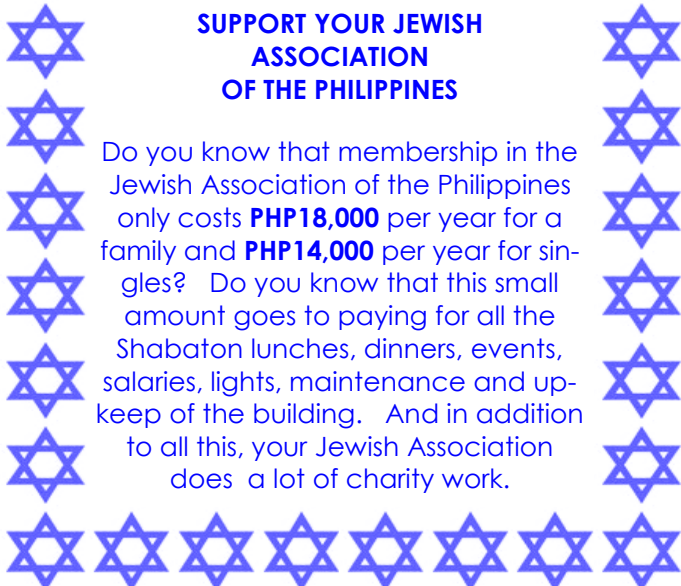 SUPPORT YOUR JEWISH
ASSOCIATION
OF THE PHILIPPINES
Do you know that membership in the
Jewish Association of the Philippines
only costs PHP18,000 per year for a
family and PHP14,000 per year for sin-
gles?   Do you know that this small
amount goes to paying for all the
Shabaton lunches, dinners, events,
salaries, lights, maintenance and up-
keep of the building.   And in addition
to all this, your Jewish Association
does  a lot of charity work.